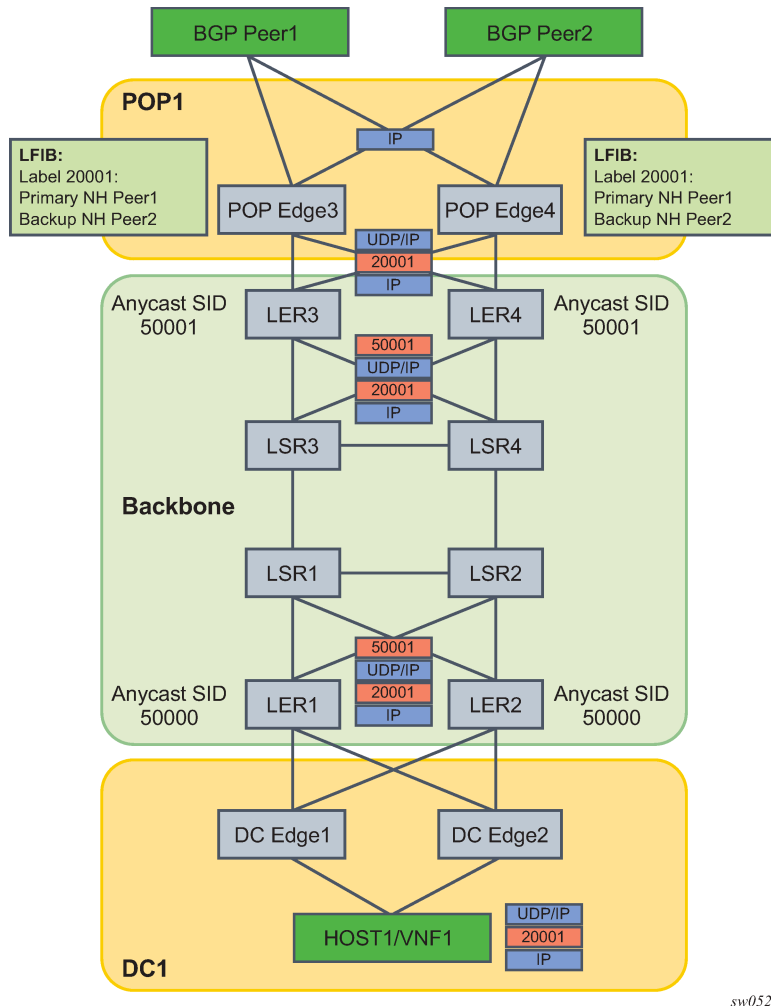 BGP Peer1
BGP Peer2
POP1
IP
LFIB:
Label 20001:
Primary NH Peer1
Backup NH Peer2
LFIB:
Label 20001:
Primary NH Peer1
Backup NH Peer2
POP Edge3
POP Edge4
UDP/IP
20001
IP
Anycast SID
50001
LER3
LER4
Anycast SID
50001
50001
UDP/IP
20001
IP
LSR3
LSR4
Backbone
LSR1
LSR2
50001
UDP/IP
20001
IP
Anycast SID
50000
LER1
LER2
Anycast SID
50000
DC Edge1
DC Edge2
HOST1/VNF1
UDP/IP
20001
IP
DC1
sw052